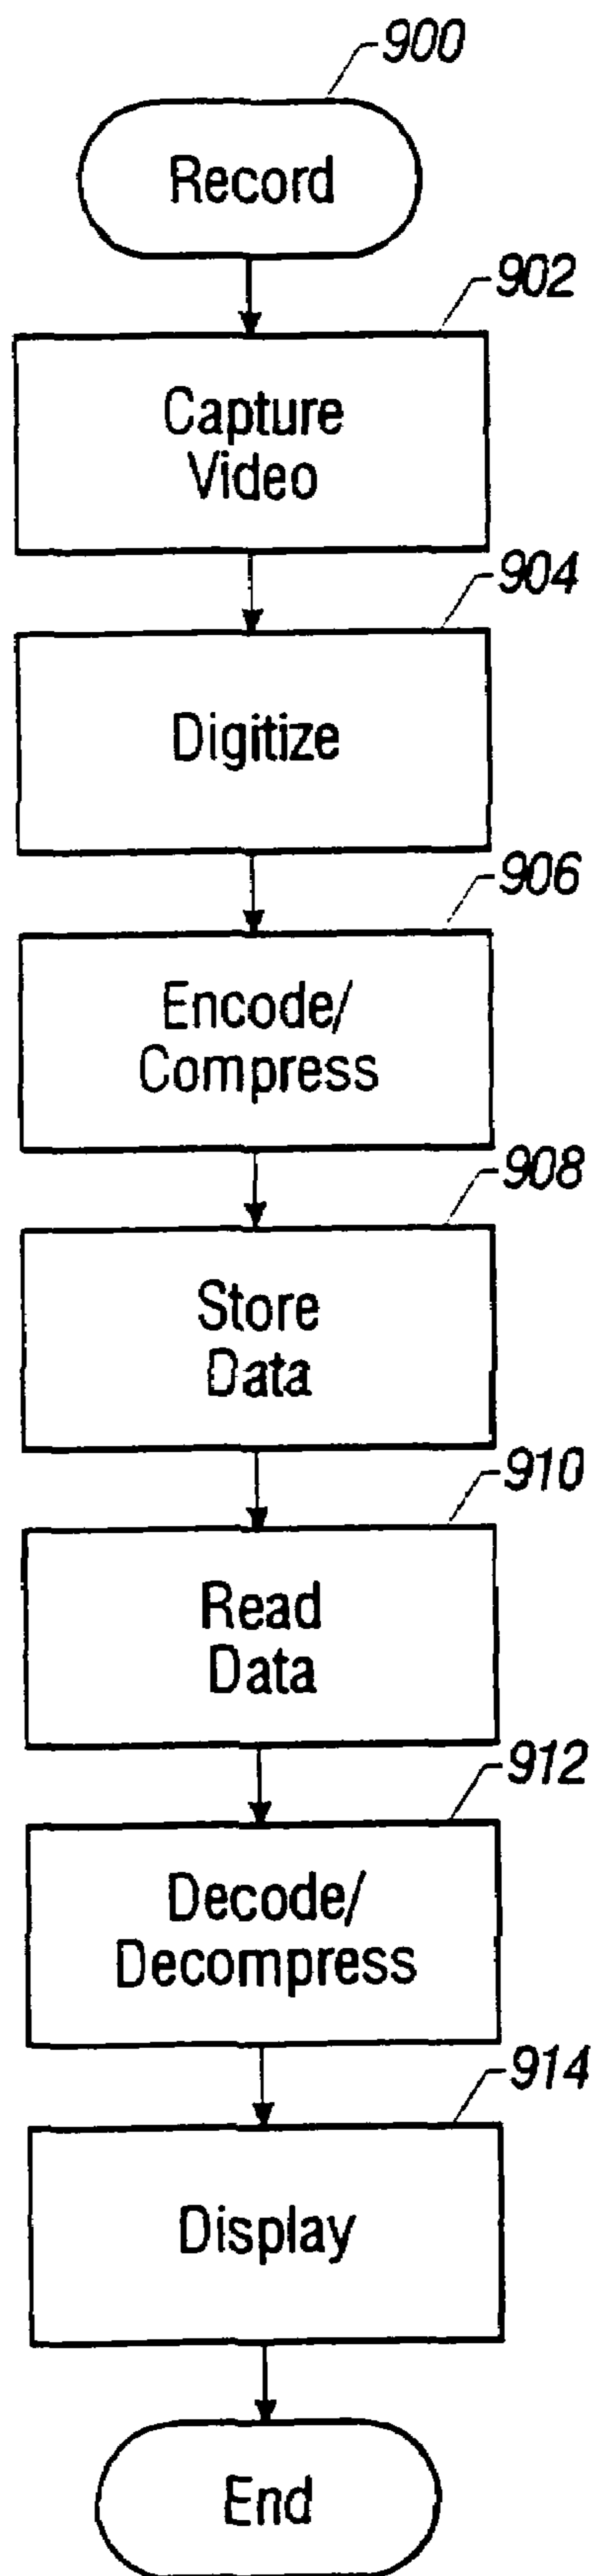 900
Record
902
Capture
Video
904
Digitize
906
Encode/
Compress
908
Store
Data
910
Read
Data
912
Decode/
Decompress
914
Display
End